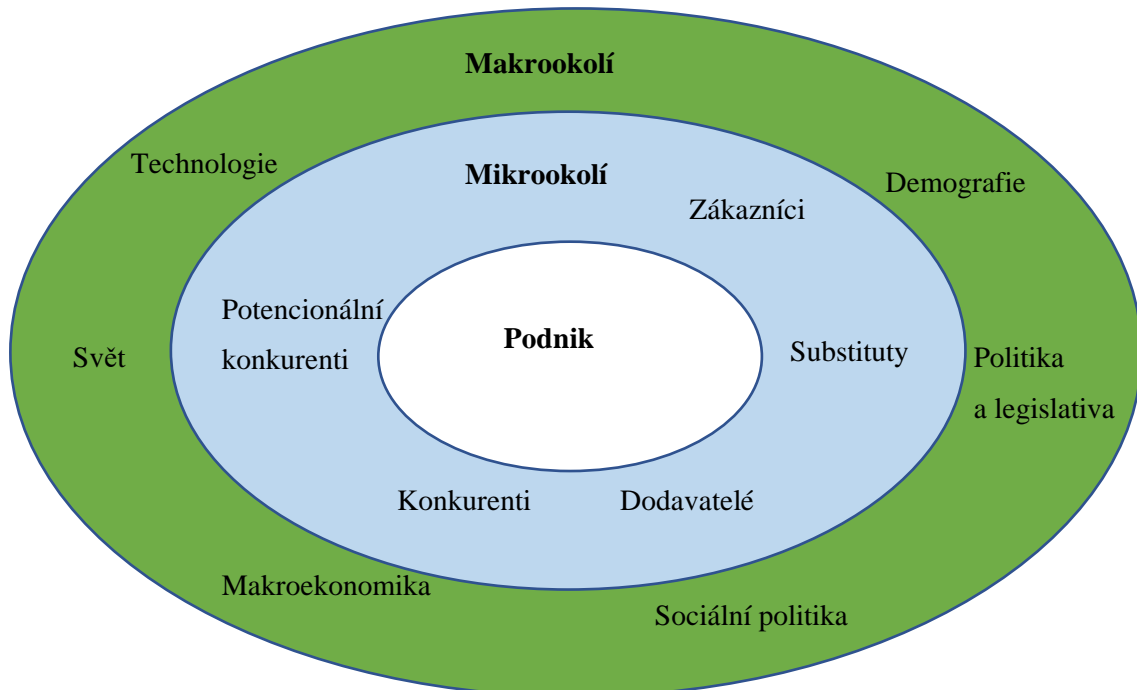 Makrookolí
Technologie
Mikrookolí
Demografie
Zákazníci
Potencionální
konkurenti
Podnik
Svět
Substituty
Politika
a legislativa
Konkurenti
Dodavatelé
Makroekonomika
Sociální politika